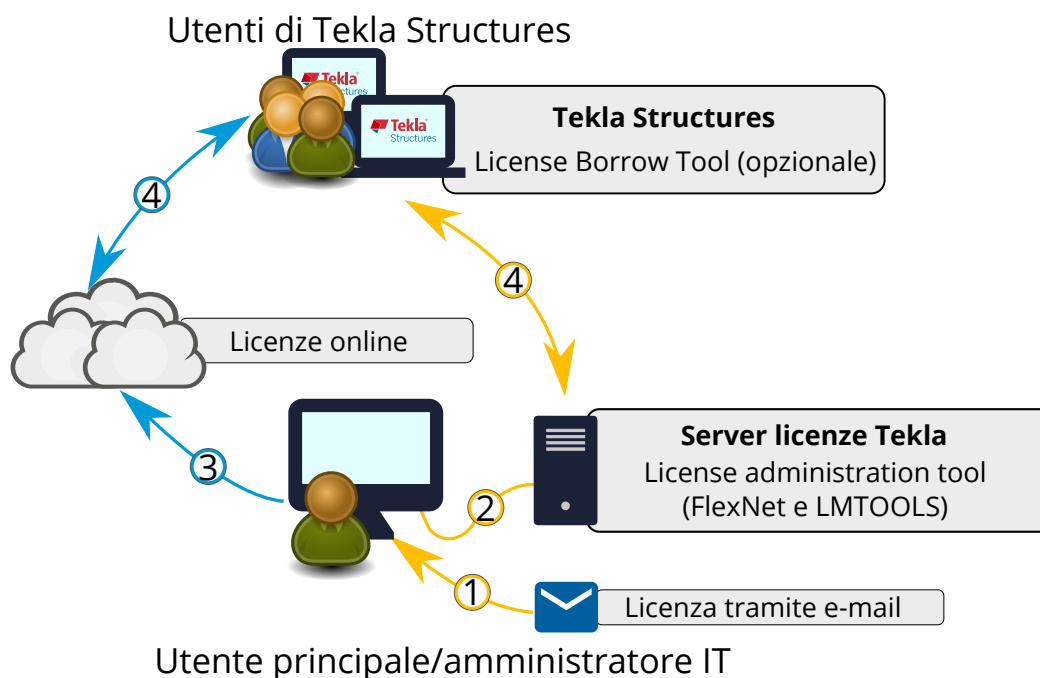 Utenti di Tekla Structures
Tekla
Structures
Tekla
Structures
Tekla Structures
License Borrow Tool (opzionale)
4
4
Licenze online
Server licenze Tekla
License administration tool
(FlexNet e LMTOOLS)
3
2
1
Licenza tramite e-mail
Utente principale/amministratore IT